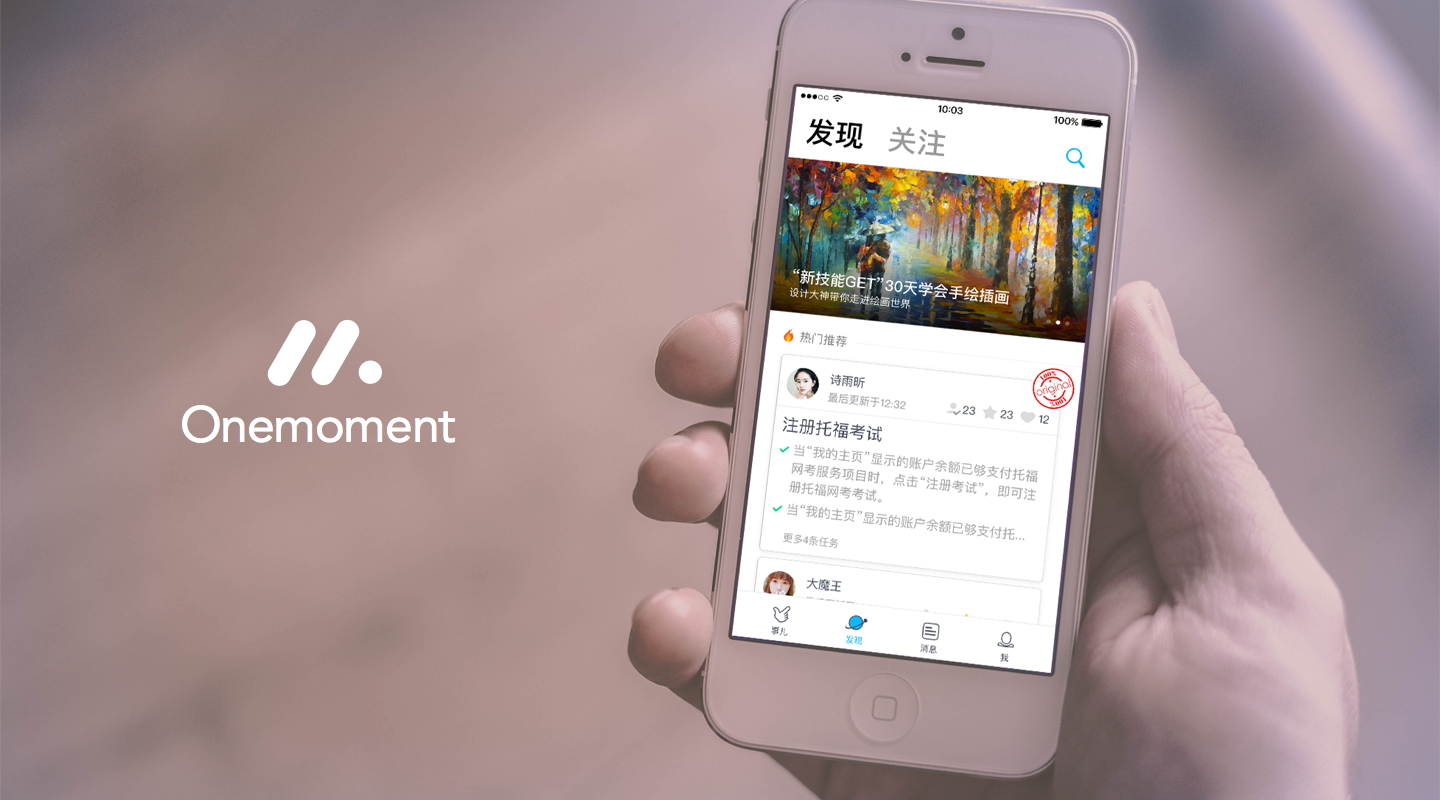 Onemoment
10:03
100%
发现 关注
“新技能GET”30天学会手绘插画
设计大神带你走进绘画世界
热门推荐
诗雨昕
最后更新于12:32
23 23 12
100%
original
100%
注册托福考试
当“我的主页”显示的账户余额已够支付托福
网考服务项目时，点击“注册考试”，即可注
册托福网考考试。
当“我的主页”显示的账户余额已够支付托...
更多4条任务
大魔王
事儿 发现 消息 我